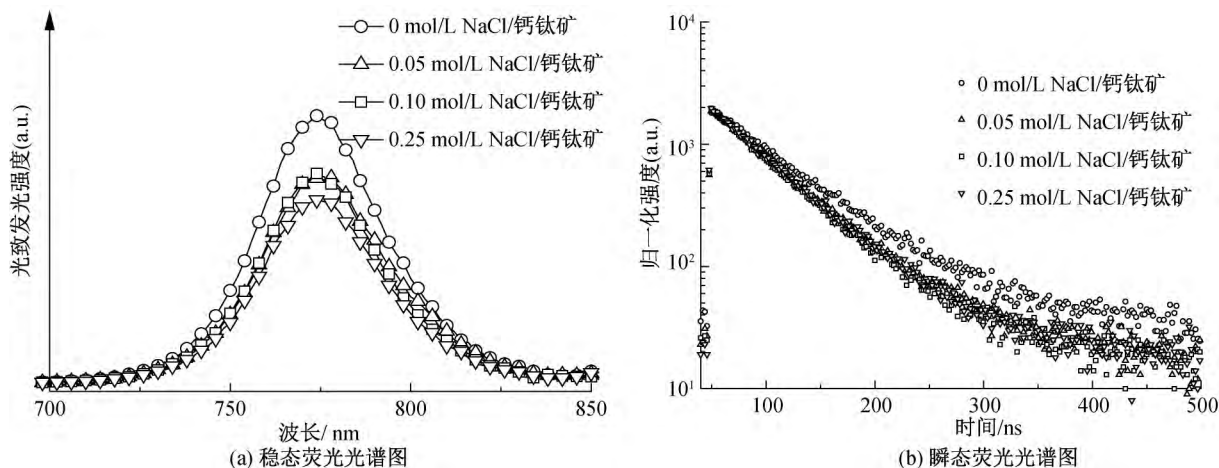 0 mol/L NaCl/钙钛矿
0.05 mol/L NaCl/钙钛矿
0.10 mol/L NaCl/钙钛矿
0.25 mol/L NaCl/钙钛矿
光致发光强度(a.u.)
700
750
800
850
波长/ nm
(a) 稳态荧光光谱图
10⁴
10³
10²
10¹
归一化强度(a.u.)
0 mol/L NaCl/钙钛矿
0.05 mol/L NaCl/钙钛矿
0.10 mol/L NaCl/钙钛矿
0.25 mol/L NaCl/钙钛矿
100
200
300
400
500
时间/ns
(b) 瞬态荧光光谱图